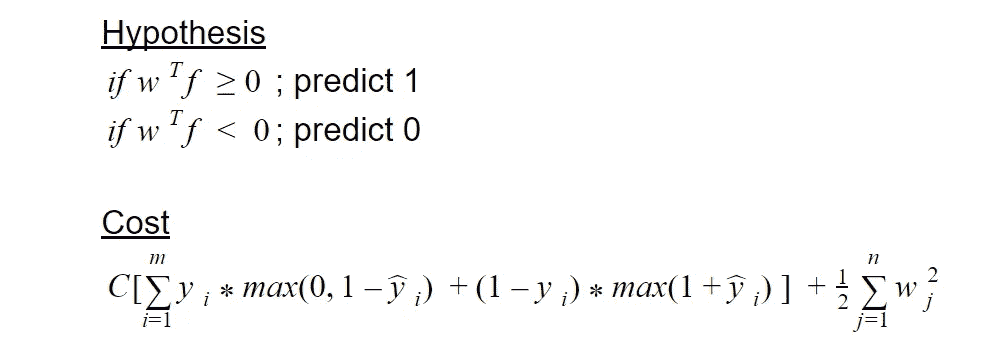 Hypothesis
if w^T f ≥ 0 ; predict 1
if w^T f < 0; predict 0
Cost
C[∑_{i=1}^{m} y_i * max(0, 1 − ŷ_i) + (1 − y_i) * max(1 + ŷ_i) ] + ½ ∑_{j=1}^{n} w_j^2